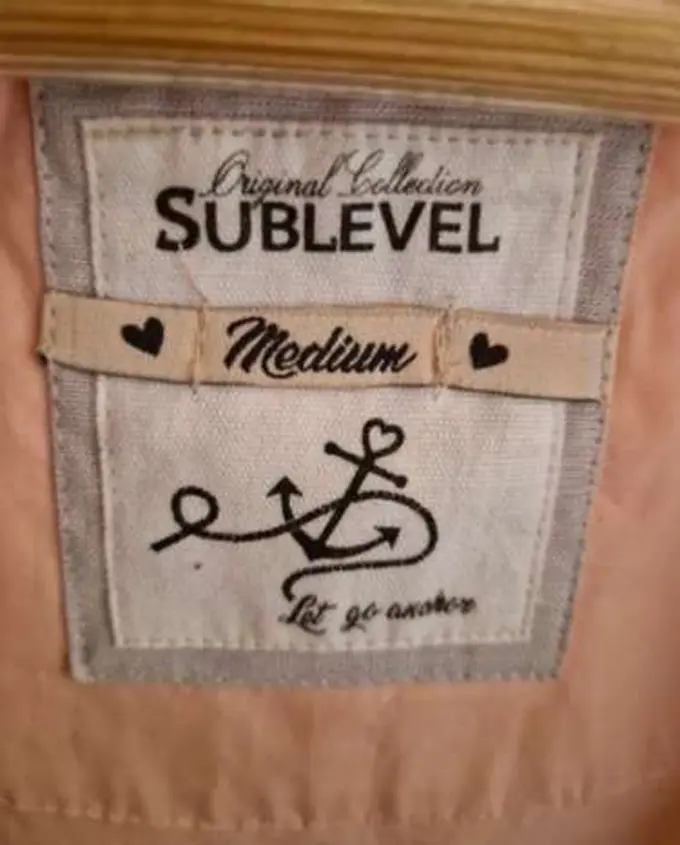 Original Collection
SUBLEVEL
Medium
Let go anchor